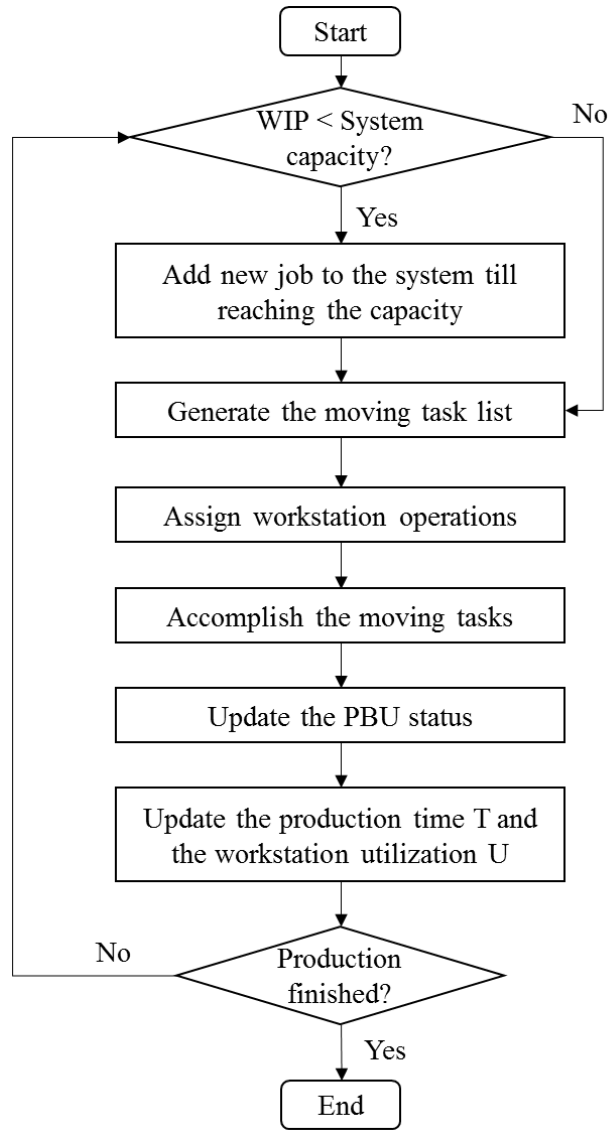 Start
WIP < System
capacity?
No
Yes
Add new job to the system till
reaching the capacity
Generate the moving task list
Assign workstation operations
Accomplish the moving tasks
Update the PBU status
Update the production time T and
the workstation utilization U
No
Production
finished?
Yes
End